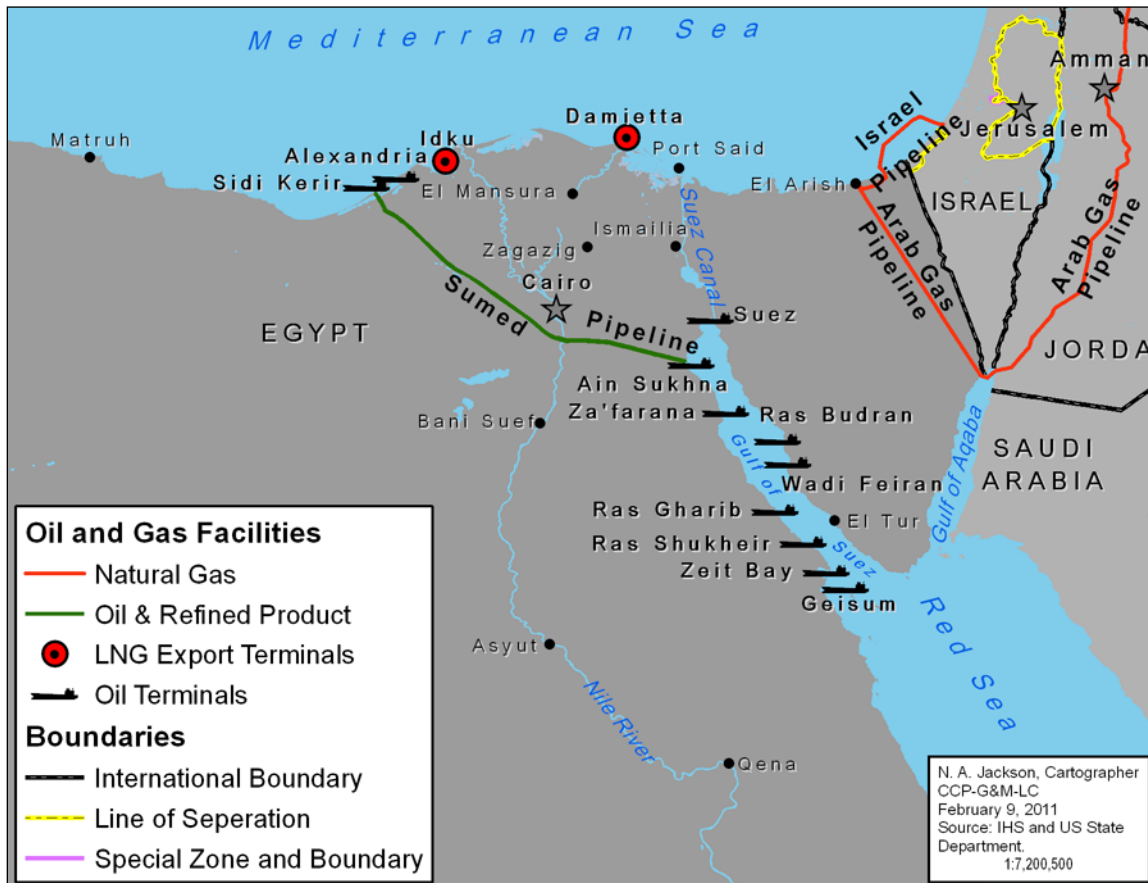 Mediterranean Sea
Amman
Matruh
Idku
Damietta
Israel
Pipeline
Jerusalem
Alexandria
Port Said
Sidi Kerir
El Mansura
El Arish
ISRAEL
Arab Gas
Pipeline
Arab Gas
Pipeline
Ismailia
Zagazig
Suez Canal
Cairo
Sumed Pipeline
Suez
EGYPT
JORDA
Ain Sukhna
Za'farana
Ras Budran
Bani Suef
Gulf of
Suez
Gulf of Aqaba
SAUDI
ARABIA
Wadi Feiran
Ras Gharib
El Tur
Ras Shukheir
Zeit Bay
Geisum
Red Sea
Asyut
Nile River
Qena
Oil and Gas Facilities
Natural Gas
Oil & Refined Product
LNG Export Terminals
Oil Terminals
Boundaries
International Boundary
Line of Seperation
Special Zone and Boundary
N. A. Jackson, Cartographer
CCP-G&M-LC
February 9, 2011
Source: IHS and US State
Department.
1:7,200,500